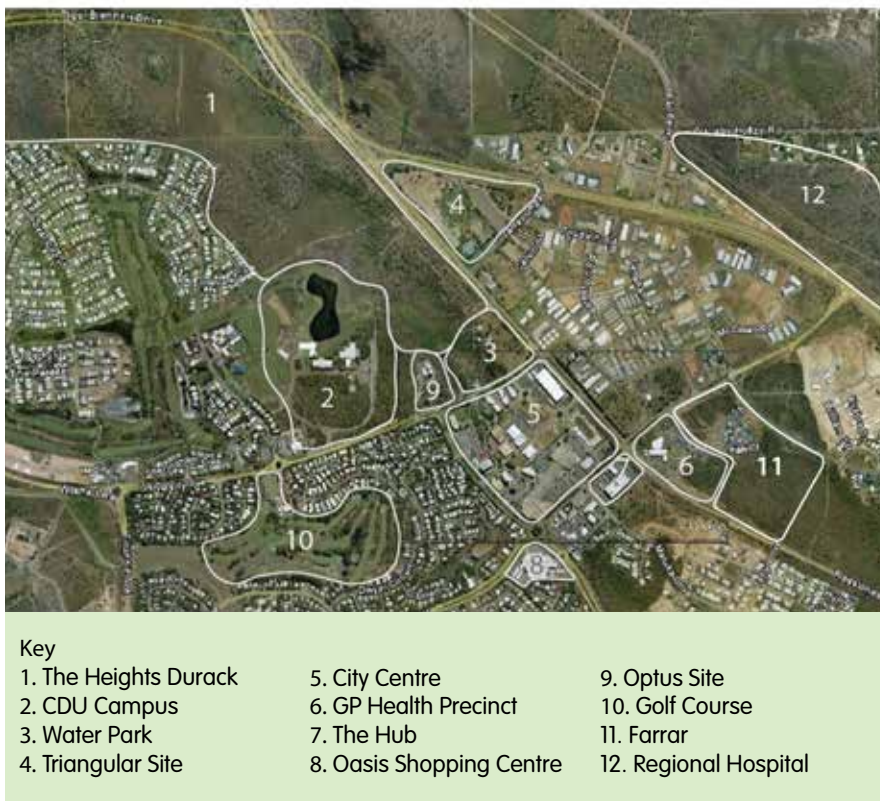 1
4
12
3
2
9
5
7
6
11
10
8
Key
1. The Heights Durack
2. CDU Campus
3. Water Park
4. Triangular Site
5. City Centre
6. GP Health Precinct
7. The Hub
8. Oasis Shopping Centre
9. Optus Site
10. Golf Course
11. Farrar
12. Regional Hospital